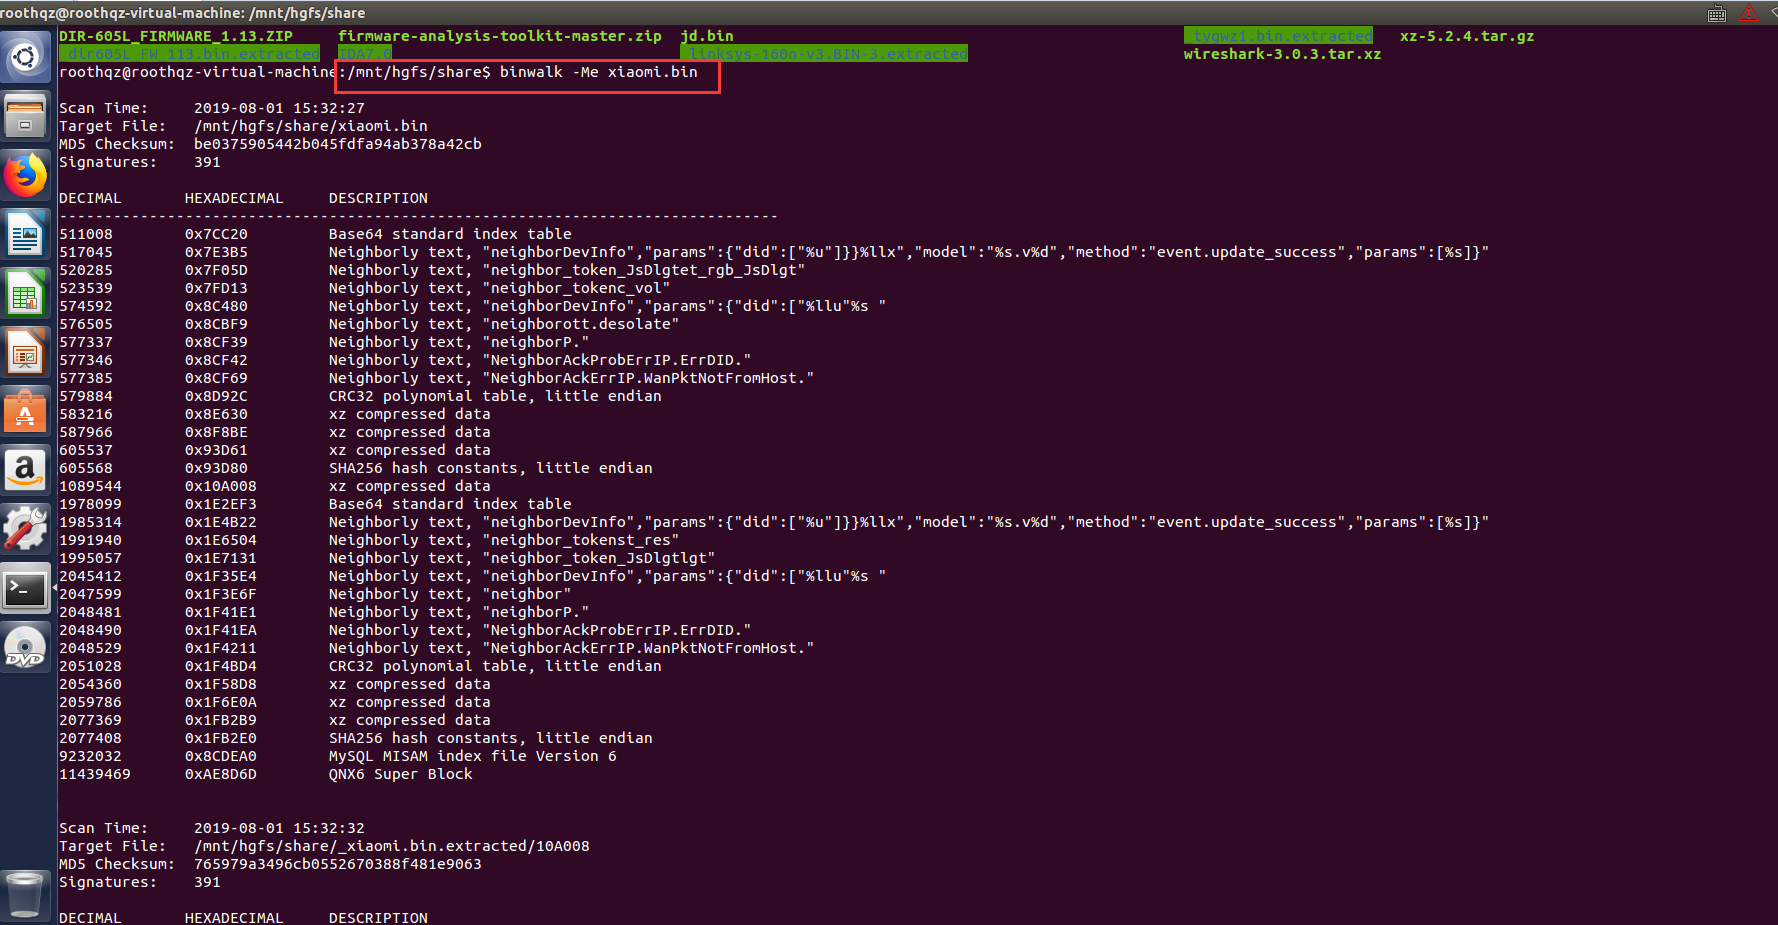 roothqz@roothqz-virtual-machine: /mnt/hgfs/share
DIR-605L_FIRMWARE_1.13.ZIP firmware-analysis-toolkit-master.zip jd.bin _tygwz1.bin.extracted xz-5.2.4.tar.gz
_dir605L_FW_113.bin.extracted IDA7.0 _linksys-160n-v3.BIN-3.extracted wireshark-3.0.3.tar.xz
roothqz@roothqz-virtual-machine:/mnt/hgfs/share$ binwalk -Me xiaomi.bin
Scan Time: 2019-08-01 15:32:27
Target File: /mnt/hgfs/share/xiaomi.bin
MD5 Checksum: be0375905442b045fdfa94ab378a42cb
Signatures: 391
DECIMAL HEXADECIMAL DESCRIPTION
--------------------------------------------------------------------------------
511008 0x7CC20 Base64 standard index table
517045 0x7E3B5 Neighborly text, "neighborDevInfo","params":{"did":["%u"]}}%llx","model":"%s.v%d","method":"event.update_success","params":[%s]}"
520285 0x7F05D Neighborly text, "neighbor_token_JsDlgtet_rgb_JsDlgt"
523539 0x7FD13 Neighborly text, "neighbor_tokenc_vol"
574592 0x8C480 Neighborly text, "neighborDevInfo","params":{"did":["%llu"%s "
576505 0x8CBF9 Neighborly text, "neighborott.desolate"
577337 0x8CF39 Neighborly text, "neighborP."
577346 0x8CF42 Neighborly text, "NeighborAckProbErrIP.ErrDID."
577385 0x8CF69 Neighborly text, "NeighborAckErrIP.WanPktNotFromHost."
579884 0x8D92C CRC32 polynomial table, little endian
583216 0x8E630 xz compressed data
587966 0x8F8BE xz compressed data
605537 0x93D61 xz compressed data
605568 0x93D80 SHA256 hash constants, little endian
1089544 0x10A008 xz compressed data
1978099 0x1E2EF3 Base64 standard index table
1985314 0x1E4B22 Neighborly text, "neighborDevInfo","params":{"did":["%u"]}}%llx","model":"%s.v%d","method":"event.update_success","params":[%s]}"
1991940 0x1E6504 Neighborly text, "neighbor_tokenst_res"
1995057 0x1E7131 Neighborly text, "neighbor_token_JsDlgtlgt"
2045412 0x1F35E4 Neighborly text, "neighborDevInfo","params":{"did":["%llu"%s "
2047599 0x1F3E6F Neighborly text, "neighbor"
2048481 0x1F41E1 Neighborly text, "neighborP."
2048490 0x1F41EA Neighborly text, "NeighborAckProbErrIP.ErrDID."
2048529 0x1F4211 Neighborly text, "NeighborAckErrIP.WanPktNotFromHost."
2051028 0x1F4BD4 CRC32 polynomial table, little endian
2054360 0x1F58D8 xz compressed data
2059786 0x1F6E0A xz compressed data
2077369 0x1FB2B9 xz compressed data
2077408 0x1FB2E0 SHA256 hash constants, little endian
9232032 0x8CDEA0 MySQL MISAM index file Version 6
11439469 0xAE8D6D QNX6 Super Block
Scan Time: 2019-08-01 15:32:32
Target File: /mnt/hgfs/share/_xiaomi.bin.extracted/10A008
MD5 Checksum: 765979a3496cb0552670388f481e9063
Signatures: 391
DECIMAL HEXADECIMAL DESCRIPTION